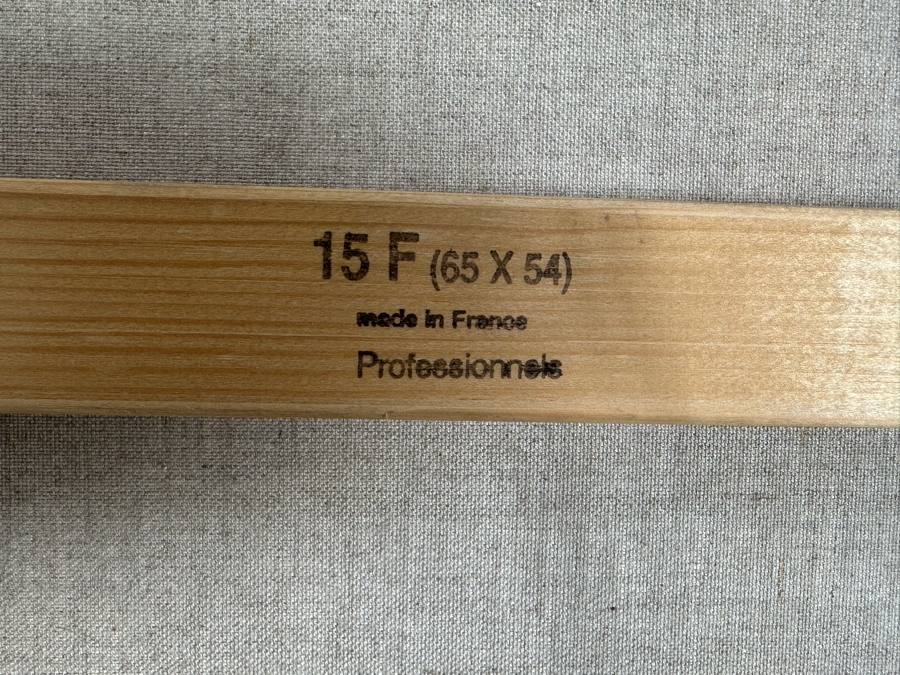 15 F (65 X 54)
made in France
Professionnels